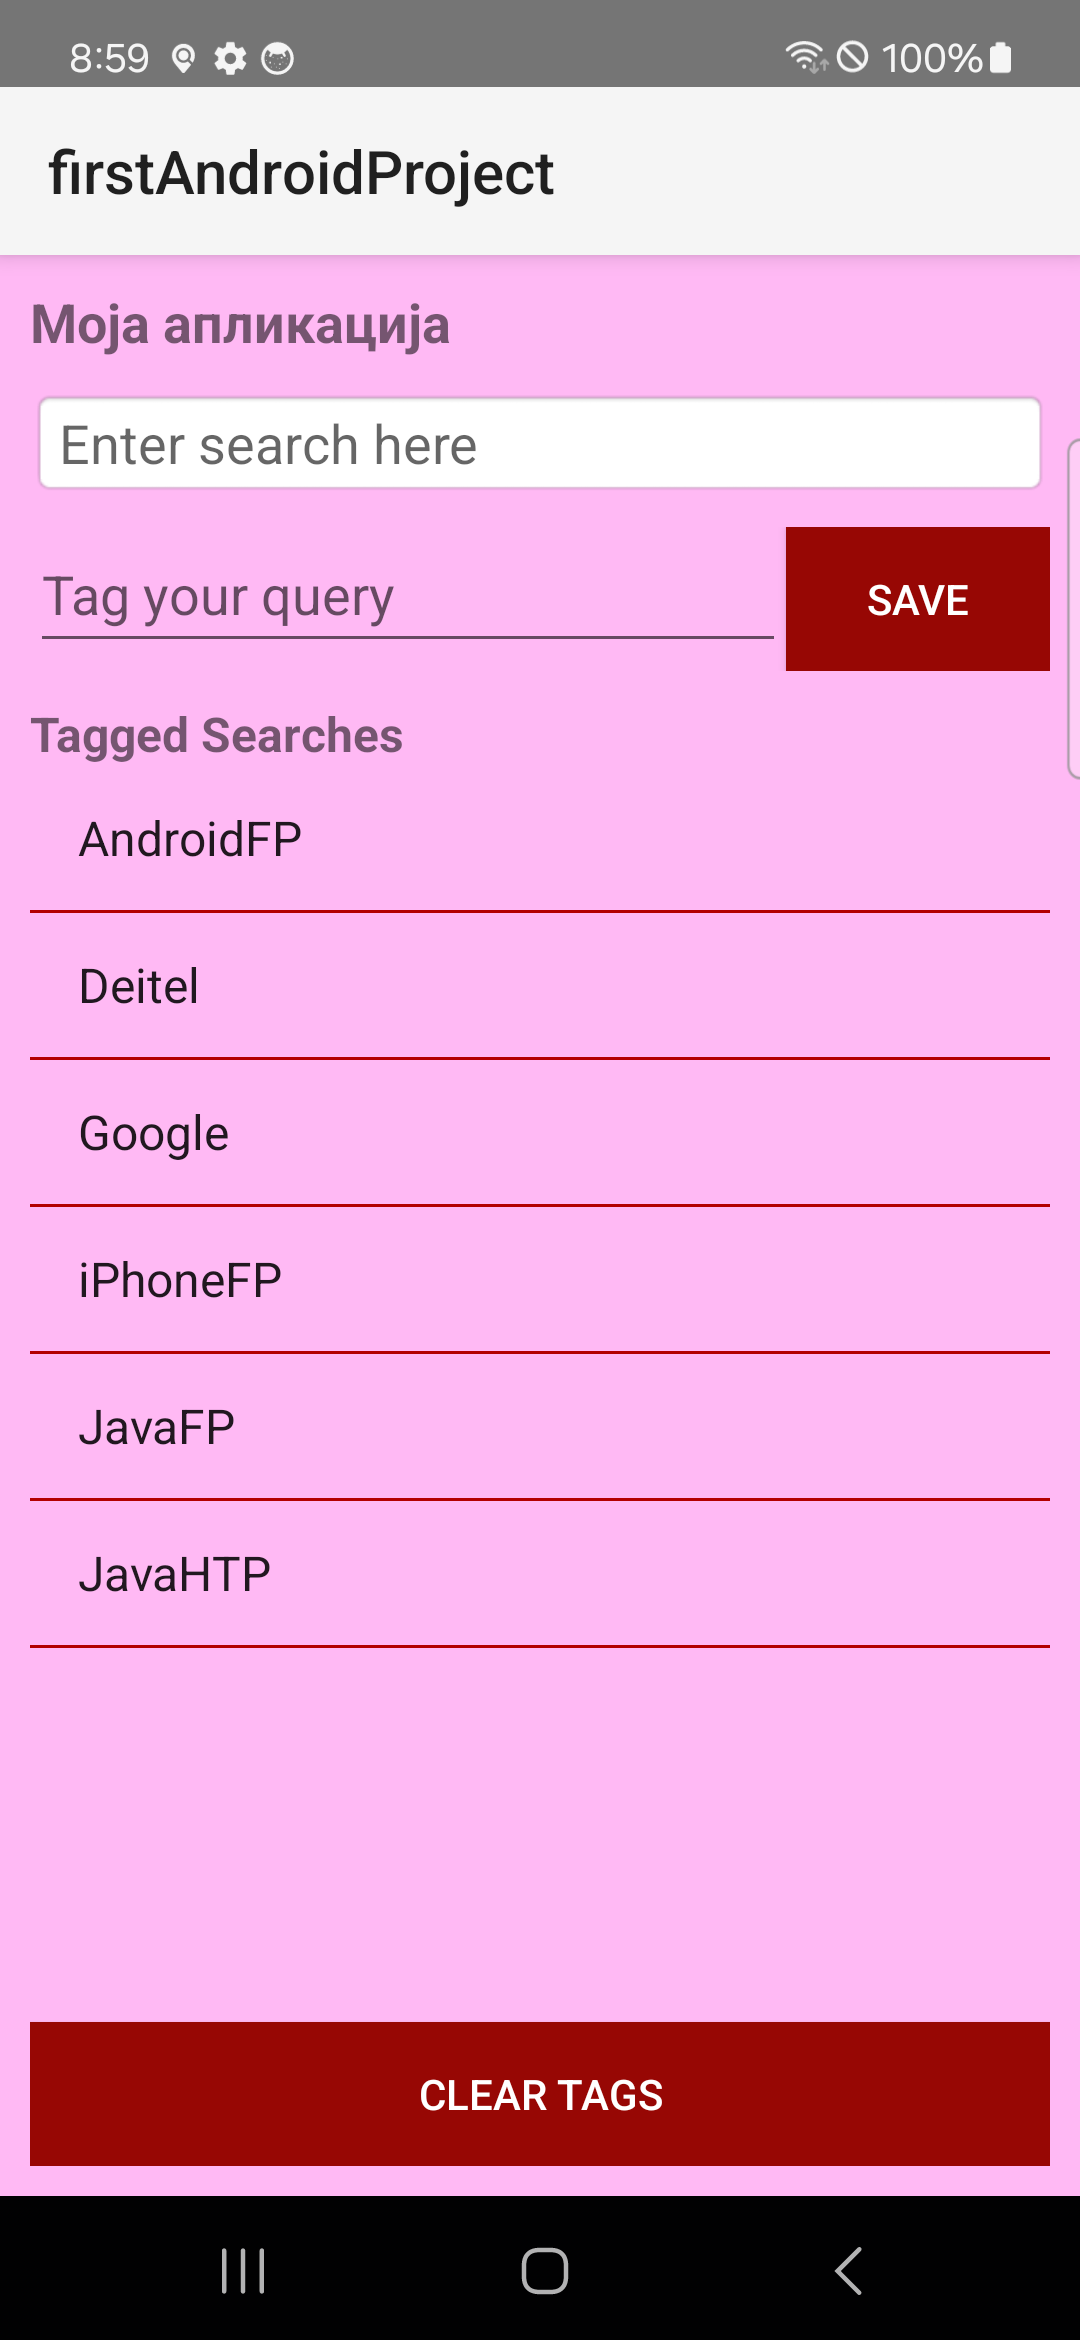 8:59 100%
firstAndroidProject
Моја апликација
Enter search here
Tag your query
SAVE
Tagged Searches
AndroidFP
Deitel
Google
iPhoneFP
JavaFP
JavaHTP
CLEAR TAGS